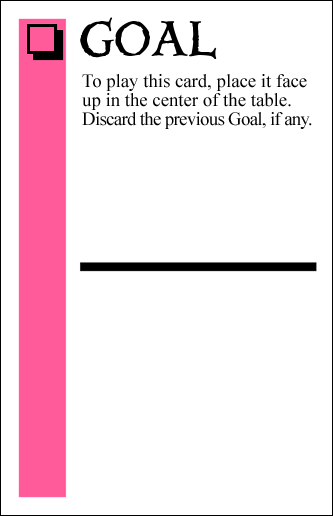 GOAL
To play this card, place it face
up in the center of the table.
Discard the previous Goal, if any.